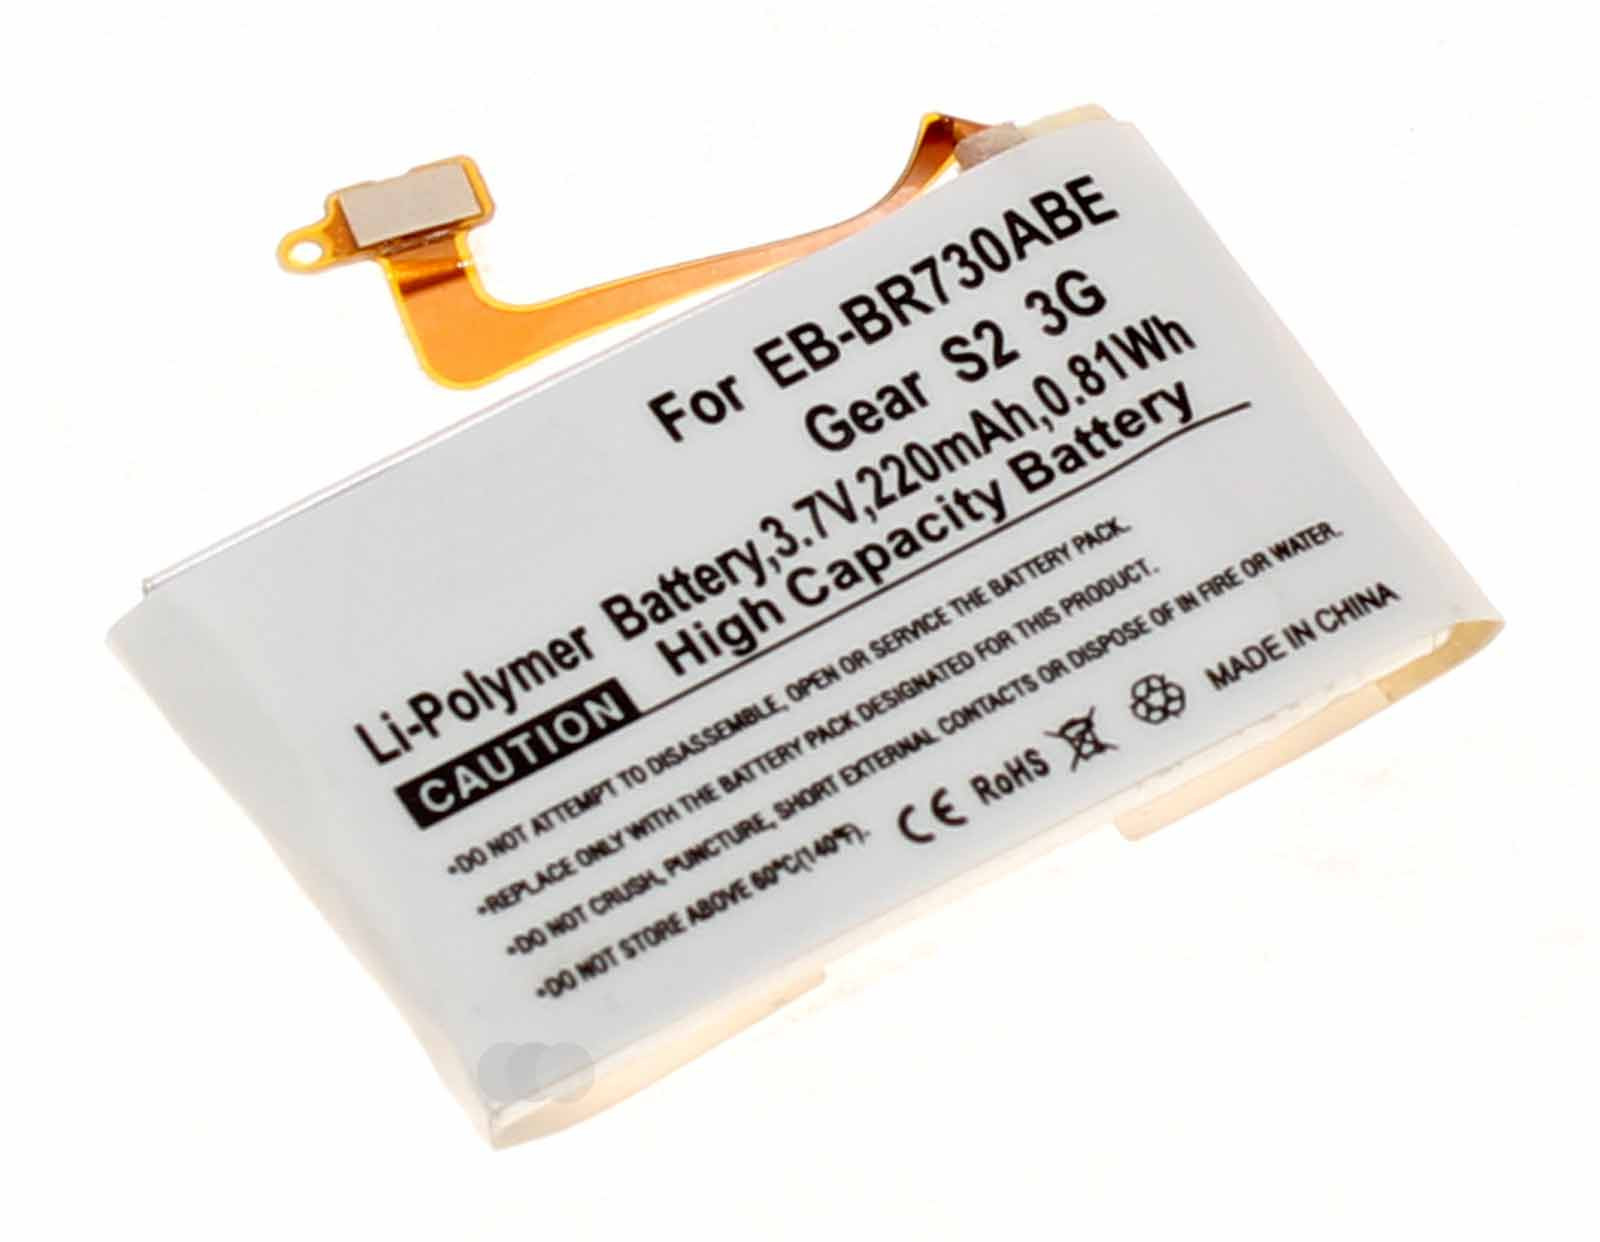 For EB-BR730ABE
Gear S2 3G
Li-Polymer Battery,3.7V,220mAh,0.81Wh
High Capacity Battery
CAUTION
•DO NOT ATTEMPT TO DISASSEMBLE, OPEN OR SERVICE THE BATTERY PACK.
•REPLACE ONLY WITH THE BATTERY PACK DESIGNATED FOR THIS PRODUCT.
•DO NOT CRUSH, PUNCTURE, SHORT EXTERNAL CONTACTS OR DISPOSE OF IN FIRE OR WATER.
•DO NOT STORE ABOVE 60°C(140°F).
CE RoHS MADE IN CHINA